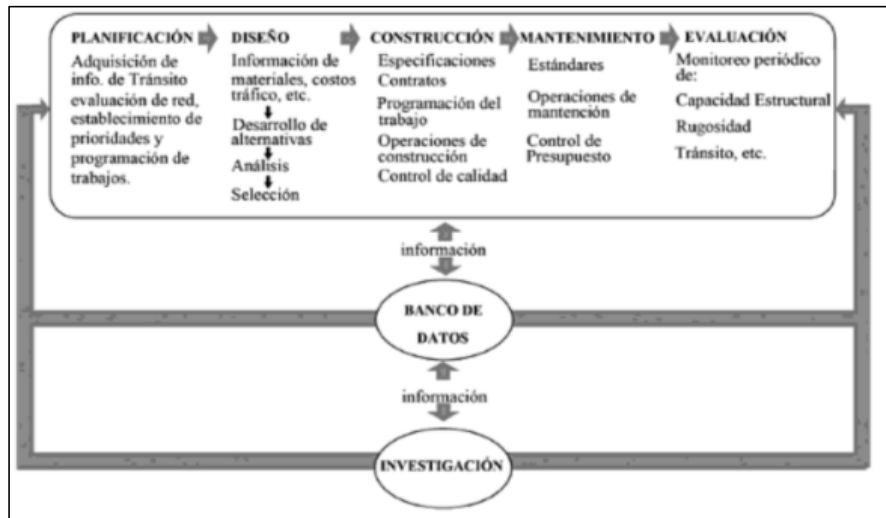 PLANIFICACIÓN
Adquisición de
info. de Tránsito
evaluación de red,
establecimiento de
prioridades y
programación de
trabajos.
DISEÑO
Información de
materiales, costos
tráfico, etc.
Desarrollo de
alternativas
Análisis
Selección
CONSTRUCCIÓN
Especificaciones
Contratos
Programación del
trabajo
Operaciones de
construcción
Control de calidad
MANTENIMIENTO
Estándares
Operaciones de
mantención
Control de
Presupuesto
EVALUACIÓN
Monitoreo periódico
de:
Capacidad Estructural
Rugosidad
Tránsito, etc.
información
BANCO DE
DATOS
información
INVESTIGACIÓN